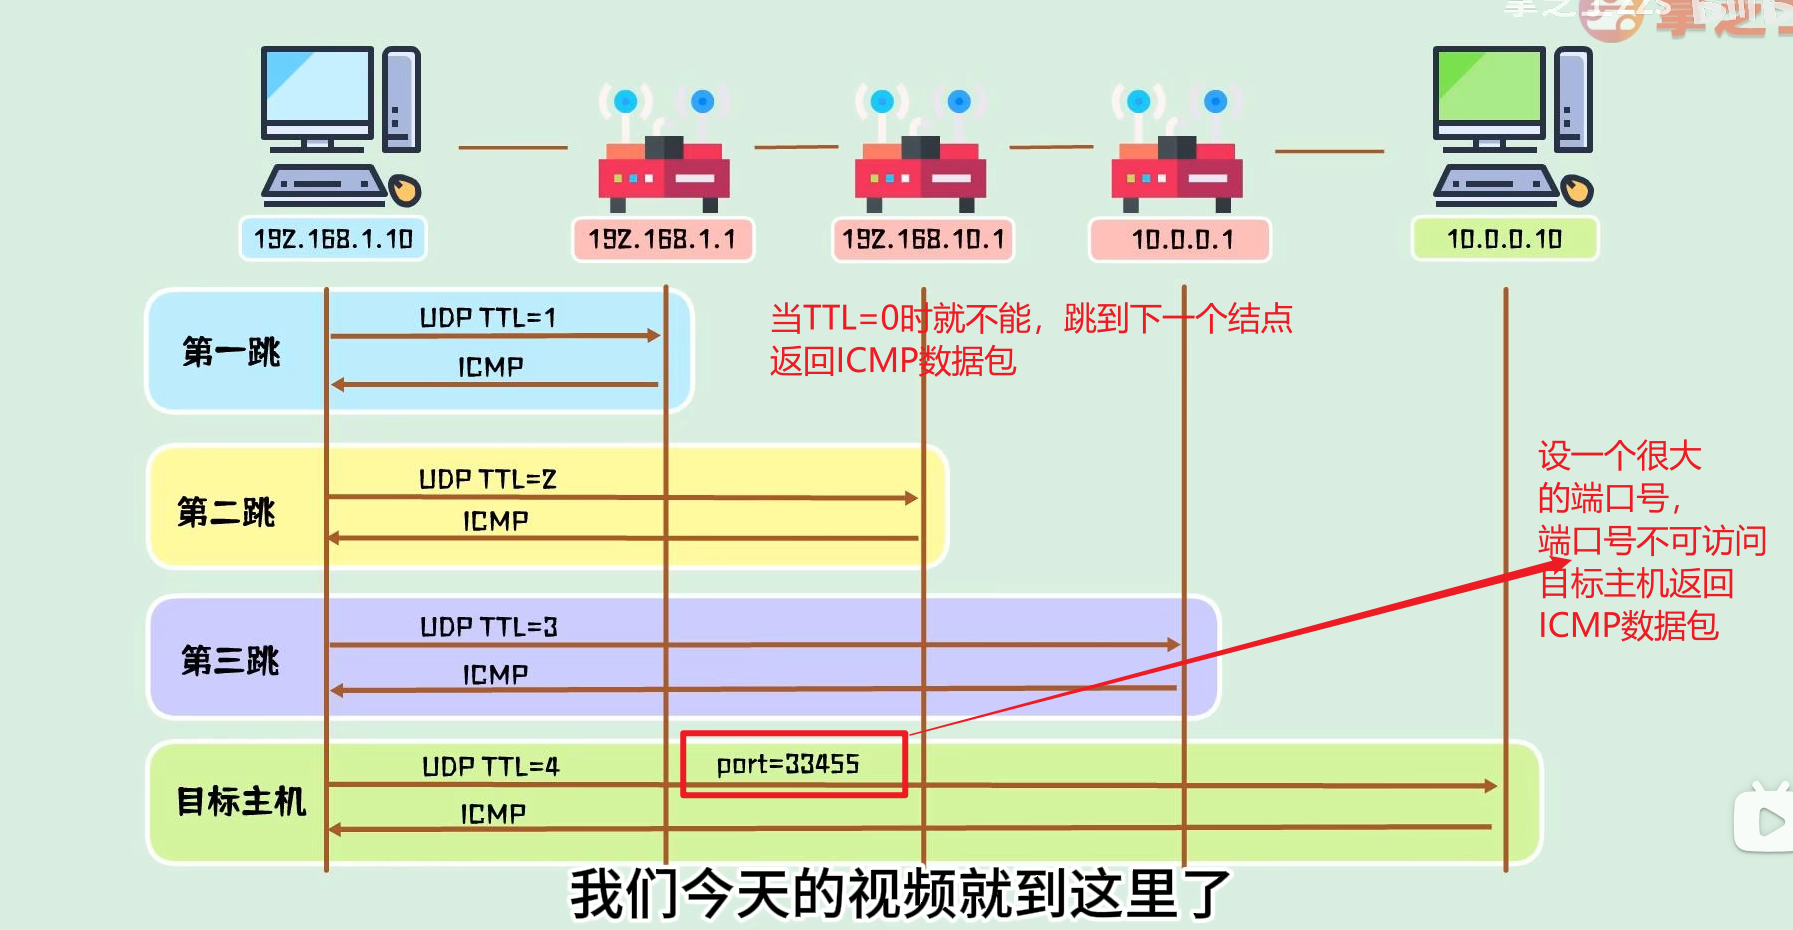 192.168.1.10
192.168.1.1
192.168.10.1
10.0.0.1
10.0.0.10
第一跳
UDP TTL=1
ICMP
当TTL=0时就不能，跳到下一个结点
返回ICMP数据包
第二跳
UDP TTL=2
ICMP
设一个很大
的端口号，
端口号不可访问
目标主机返回
ICMP数据包
第三跳
UDP TTL=3
ICMP
目标主机
UDP TTL=4
port=33455
ICMP
我们今天的视频就到这里了